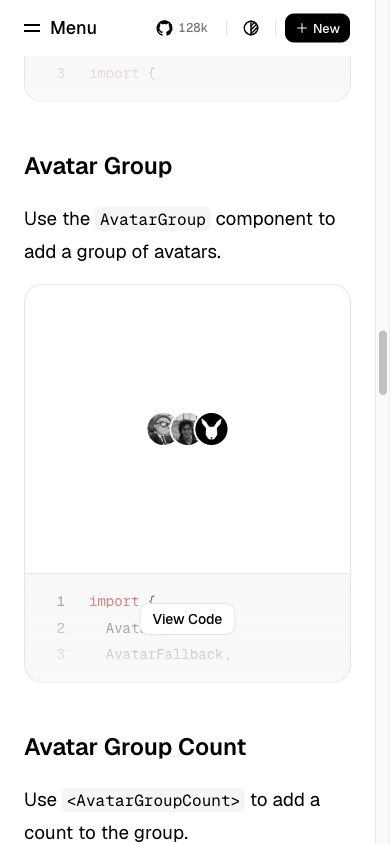 Menu
128k
New
3 import {
Avatar Group
Use the AvatarGroup component to
add a group of avatars.
1 import {
2 Avat
View Code
3 AvatarFallback,
Avatar Group Count
Use <AvatarGroupCount> to add a
count to the group.